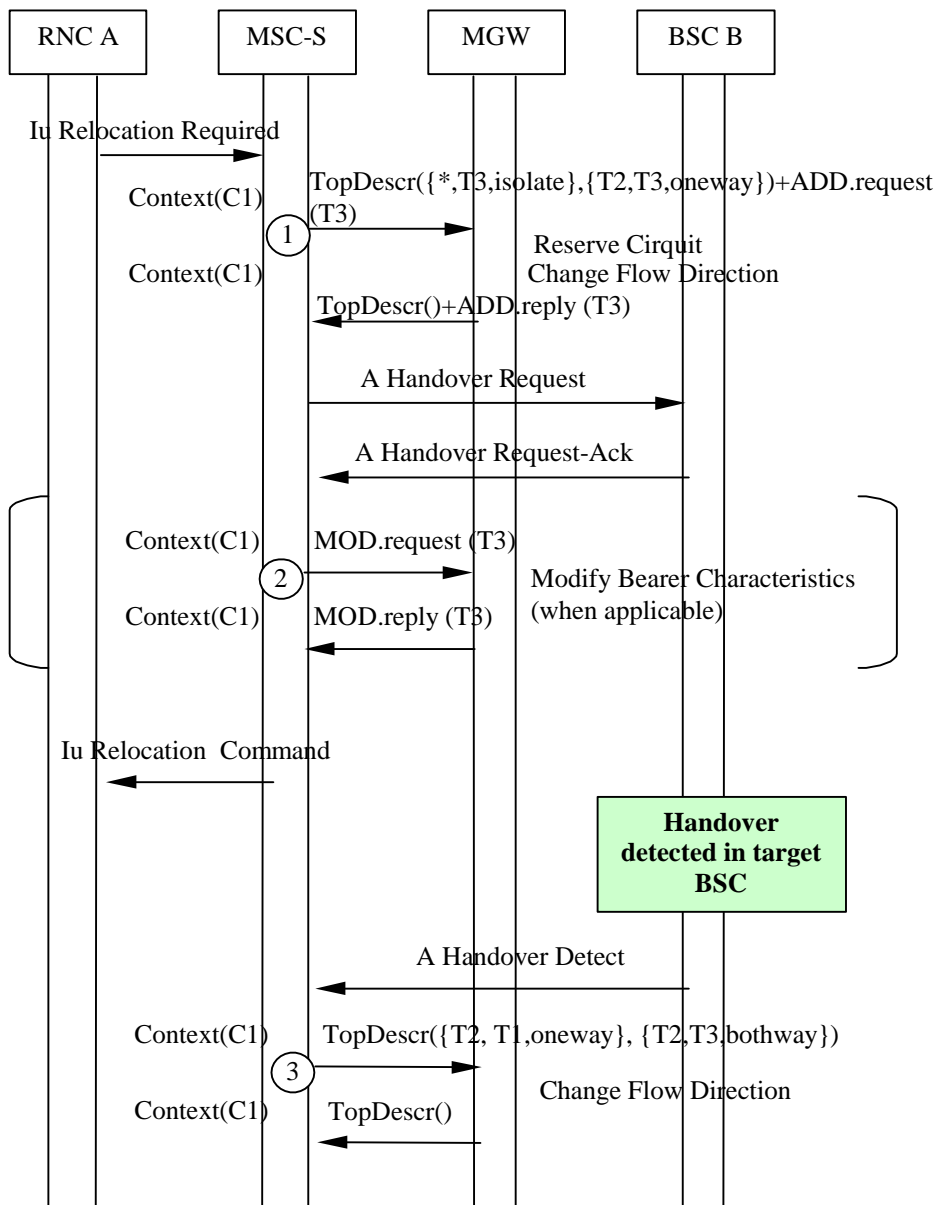 RNC A
MSC-S
MGW
BSC B
Iu Relocation Required
Context(C1)
TopDescr({*,T3,isolate},{T2,T3,oneway})+ADD.request
(T3)
1
Reserve Cirquit
Context(C1)
Change Flow Direction
TopDescr()+ADD.reply (T3)
A Handover Request
A Handover Request-Ack
Context(C1)
MOD.request (T3)
2
Modify Bearer Characteristics
(when applicable)
Context(C1)
MOD.reply (T3)
Iu Relocation  Command
Handover
detected in target
BSC
A Handover Detect
Context(C1)
TopDescr({T2, T1,oneway}, {T2,T3,bothway})
3
Change Flow Direction
Context(C1)
TopDescr()